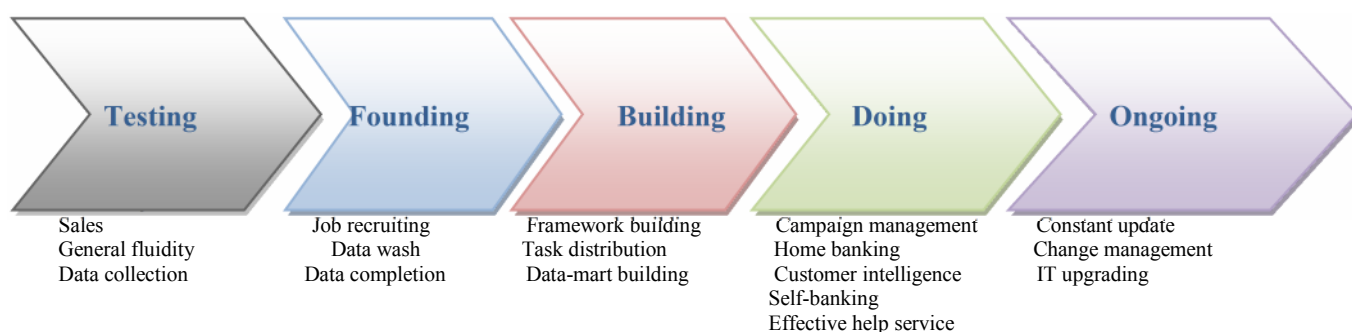 Testing
Founding
Building
Doing
Ongoing
Sales
General fluidity
Data collection
Job recruiting
Data wash
Data completion
Framework building
Task distribution
Data-mart building
Campaign management
Home banking
Customer intelligence
Self-banking
Effective help service
Constant update
Change management
IT upgrading